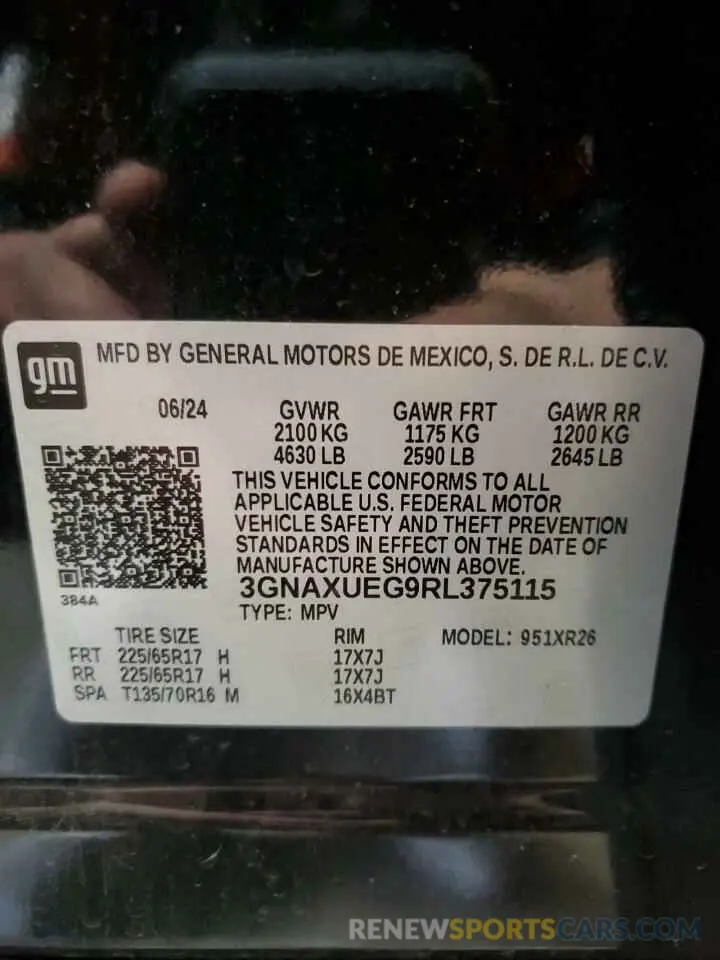 gm MFD BY GENERAL MOTORS DE MEXICO, S. DE R.L. DE C.V.
06/24 GVWR GAWR FRT GAWR RR
2100 KG 1175 KG 1200 KG
4630 LB 2590 LB 2645 LB
THIS VEHICLE CONFORMS TO ALL
APPLICABLE U.S. FEDERAL MOTOR
VEHICLE SAFETY AND THEFT PREVENTION
STANDARDS IN EFFECT ON THE DATE OF
MANUFACTURE SHOWN ABOVE.
3GNAXUEG9RL375115
384A
TYPE: MPV
TIRE SIZE RIM MODEL: 951XR26
FRT 225/65R17 H 17X7J
RR 225/65R17 H 17X7J
SPA T135/70R16 M 16X4BT
RENEWSPORTSCARS.COM